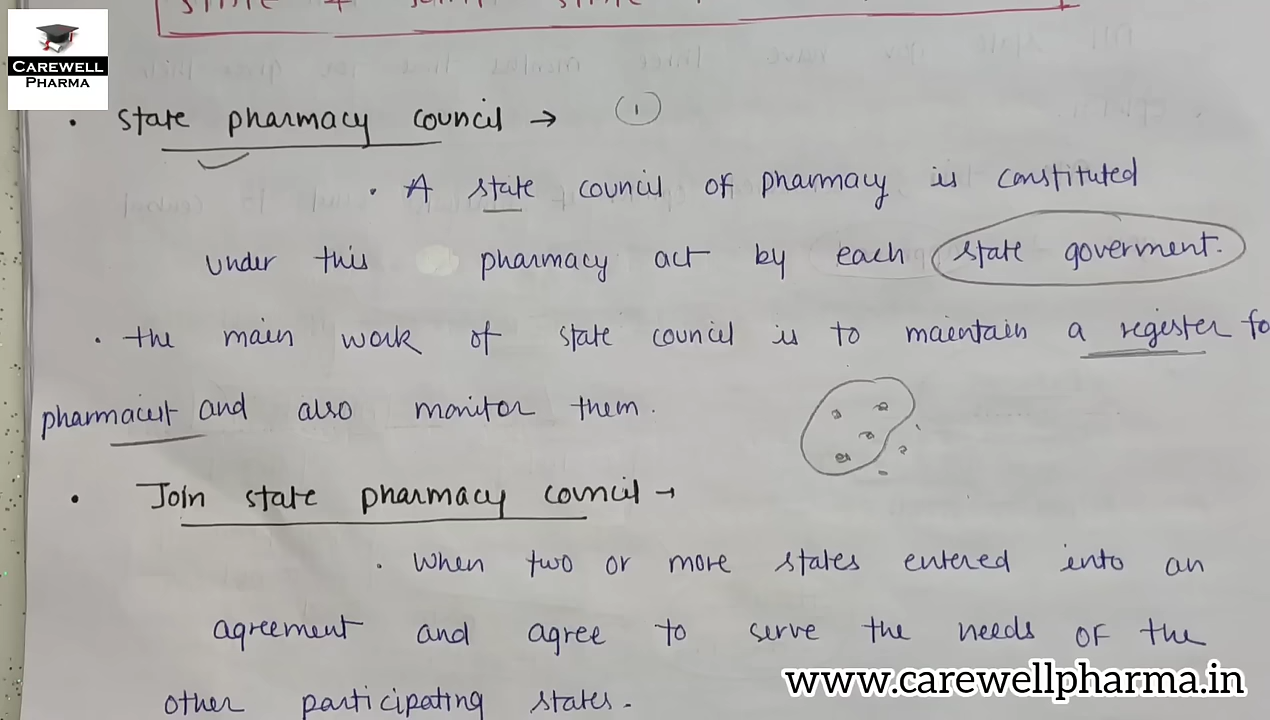 CAREWELL
PHARMA
• state pharmacy council → ①
• A state council of pharmacy is constituted
under this pharmacy act by each state goverment.
• the main work of state council is to maintain a register fo
pharmacist and also monitor them.
• Join state pharmacy council →
• When two or more states entered into an
agreement and agree to serve the needs of the
other participating states.
www.carewellpharma.in